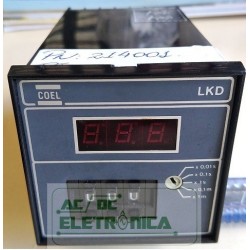 PN: 214001
COEL
LKD
8.8.8
x 0,01s
x 0,1s
x 1s
x 0,1m
x 1m
AC/DC
ELETRÔNICA